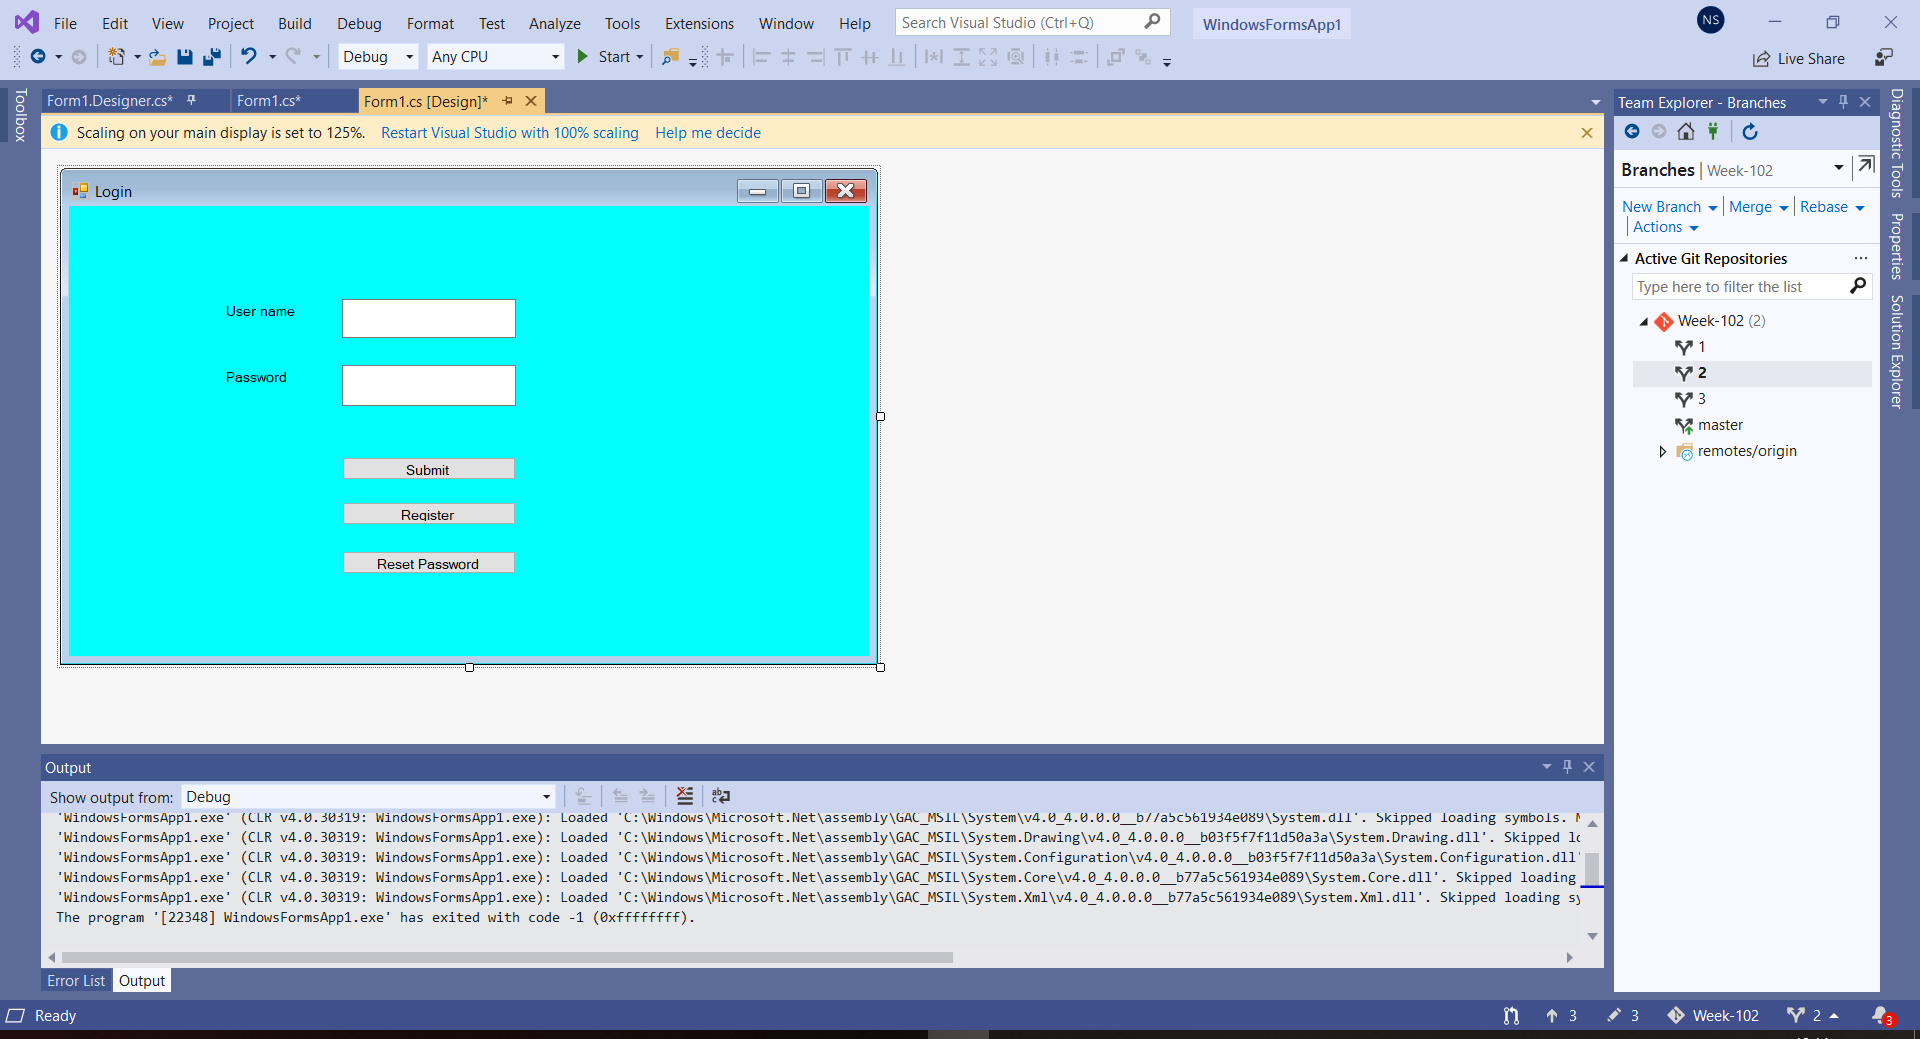 File Edit View Project Build Debug Format Test Analyze Tools Extensions Window Help Search Visual Studio (Ctrl+Q) WindowsFormsApp1 NS
Debug Any CPU Start Live Share
Toolbox
Form1.Designer.cs* Form1.cs* Form1.cs [Design]*
Scaling on your main display is set to 125%. Restart Visual Studio with 100% scaling Help me decide
Login
User name
Password
Submit
Register
Reset Password
Output
Show output from: Debug
'WindowsFormsApp1.exe' (CLR v4.0.30319: WindowsFormsApp1.exe): Loaded 'C:\Windows\Microsoft.Net\assembly\GAC_MSIL\System\v4.0_4.0.0.0__b77a5c561934e089\System.dll'. Skipped loading symbols.
'WindowsFormsApp1.exe' (CLR v4.0.30319: WindowsFormsApp1.exe): Loaded 'C:\Windows\Microsoft.Net\assembly\GAC_MSIL\System.Drawing\v4.0_4.0.0.0__b03f5f7f11d50a3a\System.Drawing.dll'. Skipped
'WindowsFormsApp1.exe' (CLR v4.0.30319: WindowsFormsApp1.exe): Loaded 'C:\Windows\Microsoft.Net\assembly\GAC_MSIL\System.Configuration\v4.0_4.0.0.0__b03f5f7f11d50a3a\System.Configuration.dll'
'WindowsFormsApp1.exe' (CLR v4.0.30319: WindowsFormsApp1.exe): Loaded 'C:\Windows\Microsoft.Net\assembly\GAC_MSIL\System.Core\v4.0_4.0.0.0__b77a5c561934e089\System.Core.dll'. Skipped loading
'WindowsFormsApp1.exe' (CLR v4.0.30319: WindowsFormsApp1.exe): Loaded 'C:\Windows\Microsoft.Net\assembly\GAC_MSIL\System.Xml\v4.0_4.0.0.0__b77a5c561934e089\System.Xml.dll'. Skipped loading
The program '[22348] WindowsFormsApp1.exe' has exited with code -1 (0xffffffff).
Error List Output
Team Explorer - Branches
Branches | Week-102
New Branch Merge Rebase
Actions
Active Git Repositories
Type here to filter the list
Week-102 (2)
1
2
3
master
remotes/origin
Diagnostic Tools
Properties
Solution Explorer
Ready 3 3 Week-102 2 3